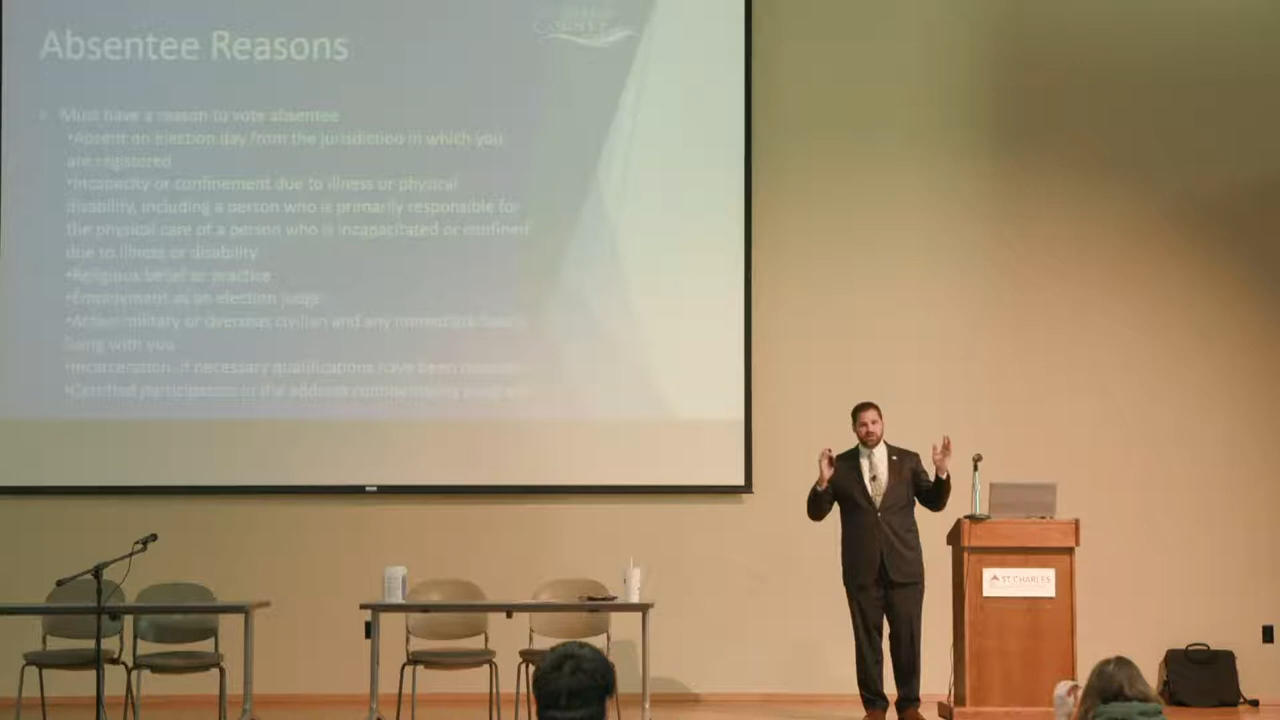 Absentee Reasons
• Must have a reason to vote absentee
•Absent on election day from the jurisdiction in which you
are registered
•Incapacity or confinement due to illness or physical
disability, including a person who is primarily responsible for
the physical care of a person who is incapacitated or confined
due to illness or disability
•Religious belief or practice
•Employment as an election judge
•Active military or overseas civilian and any immediate
living with you
•Incarceration, if necessary qualifications have been
•Certified participation in the address confidentiality
ST. CHARLES